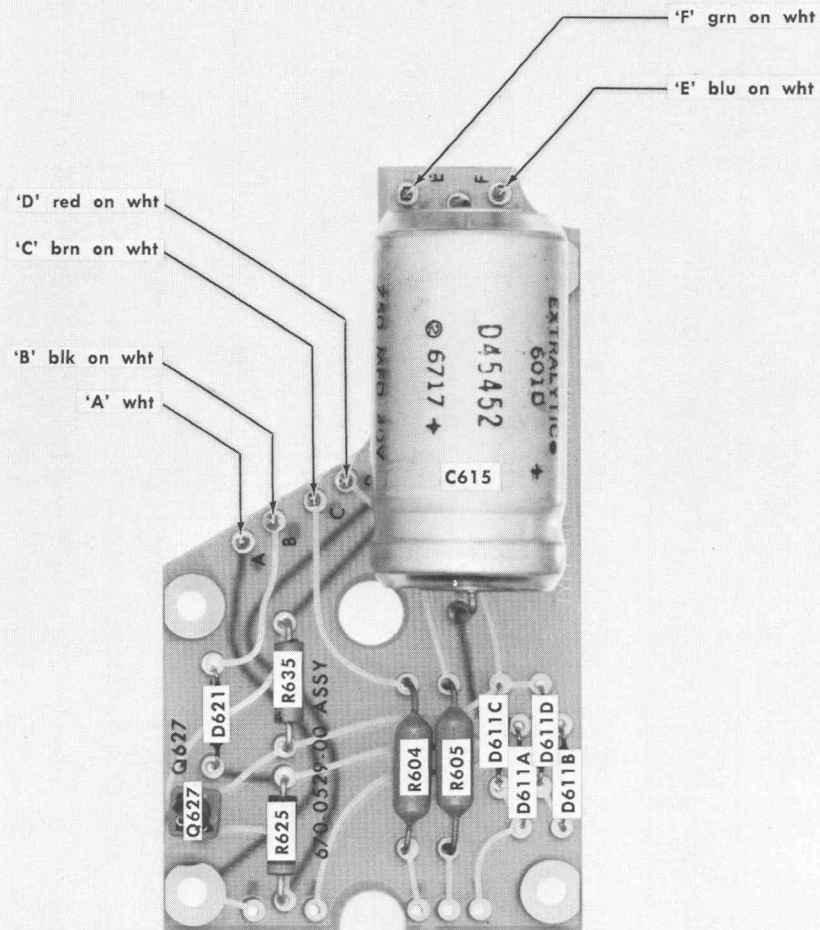 'F' grn on wht
'E' blu on wht
E F
'D' red on wht
'C' brn on wht
'B' blk on wht
'A' wht
EXTRALYTIC
601D
D45452
6717
C615
C
B
A
Q627
D621
R635
670-0529-00 ASSY
Q627
R625
R604
R605
D611C
D611A
D611D
D611B